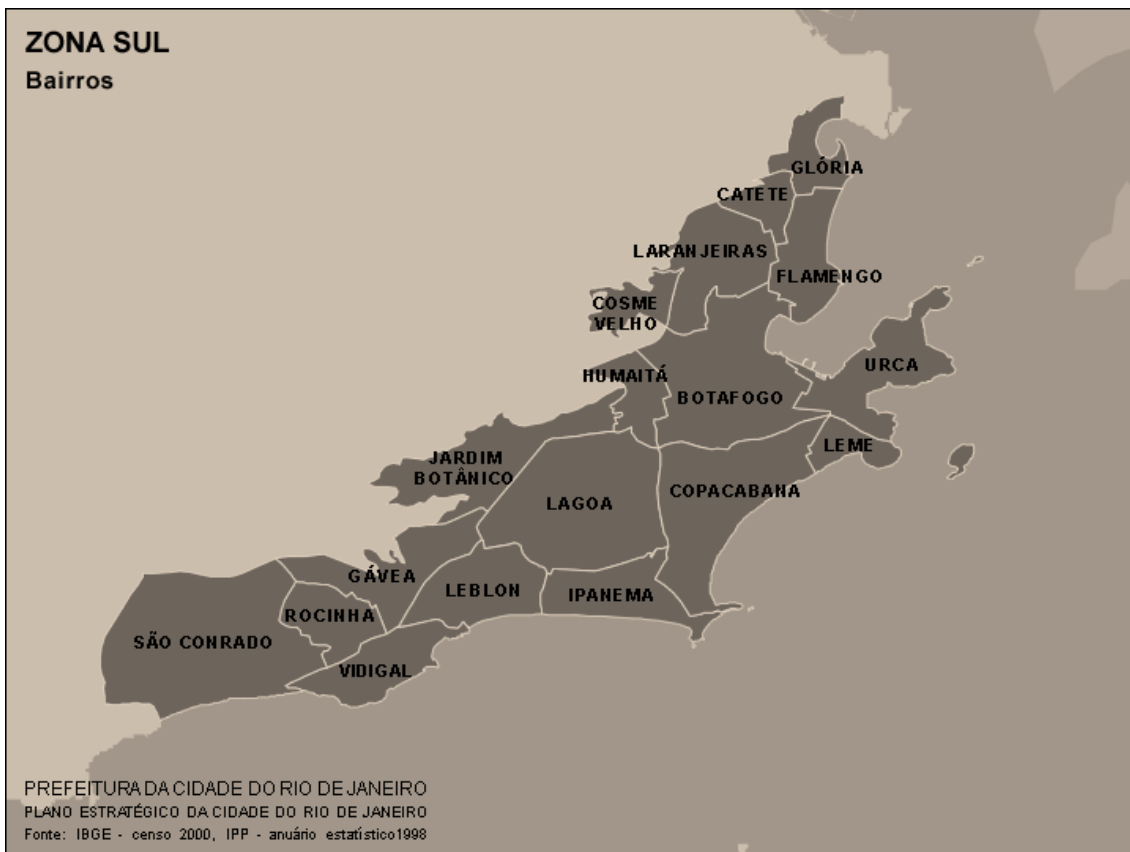 ZONA SUL
Bairros
GLÓRIA
CATETE
LARANJEIRAS
FLAMENGO
COSME
VELHO
URCA
HUMAITÁ
BOTAFOGO
LEME
JARDIM
BOTÂNICO
COPACABANA
LAGOA
GÁVEA
LEBLON
IPANEMA
ROCINHA
SÃO CONRADO
VIDIGAL
PREFEITURA DA CIDADE DO RIO DE JANEIRO
PLANO ESTRATÉGICO DA CIDADE DO RIO DE JANEIRO
Fonte: IBGE - censo 2000, IPP - anuário estatístico1998